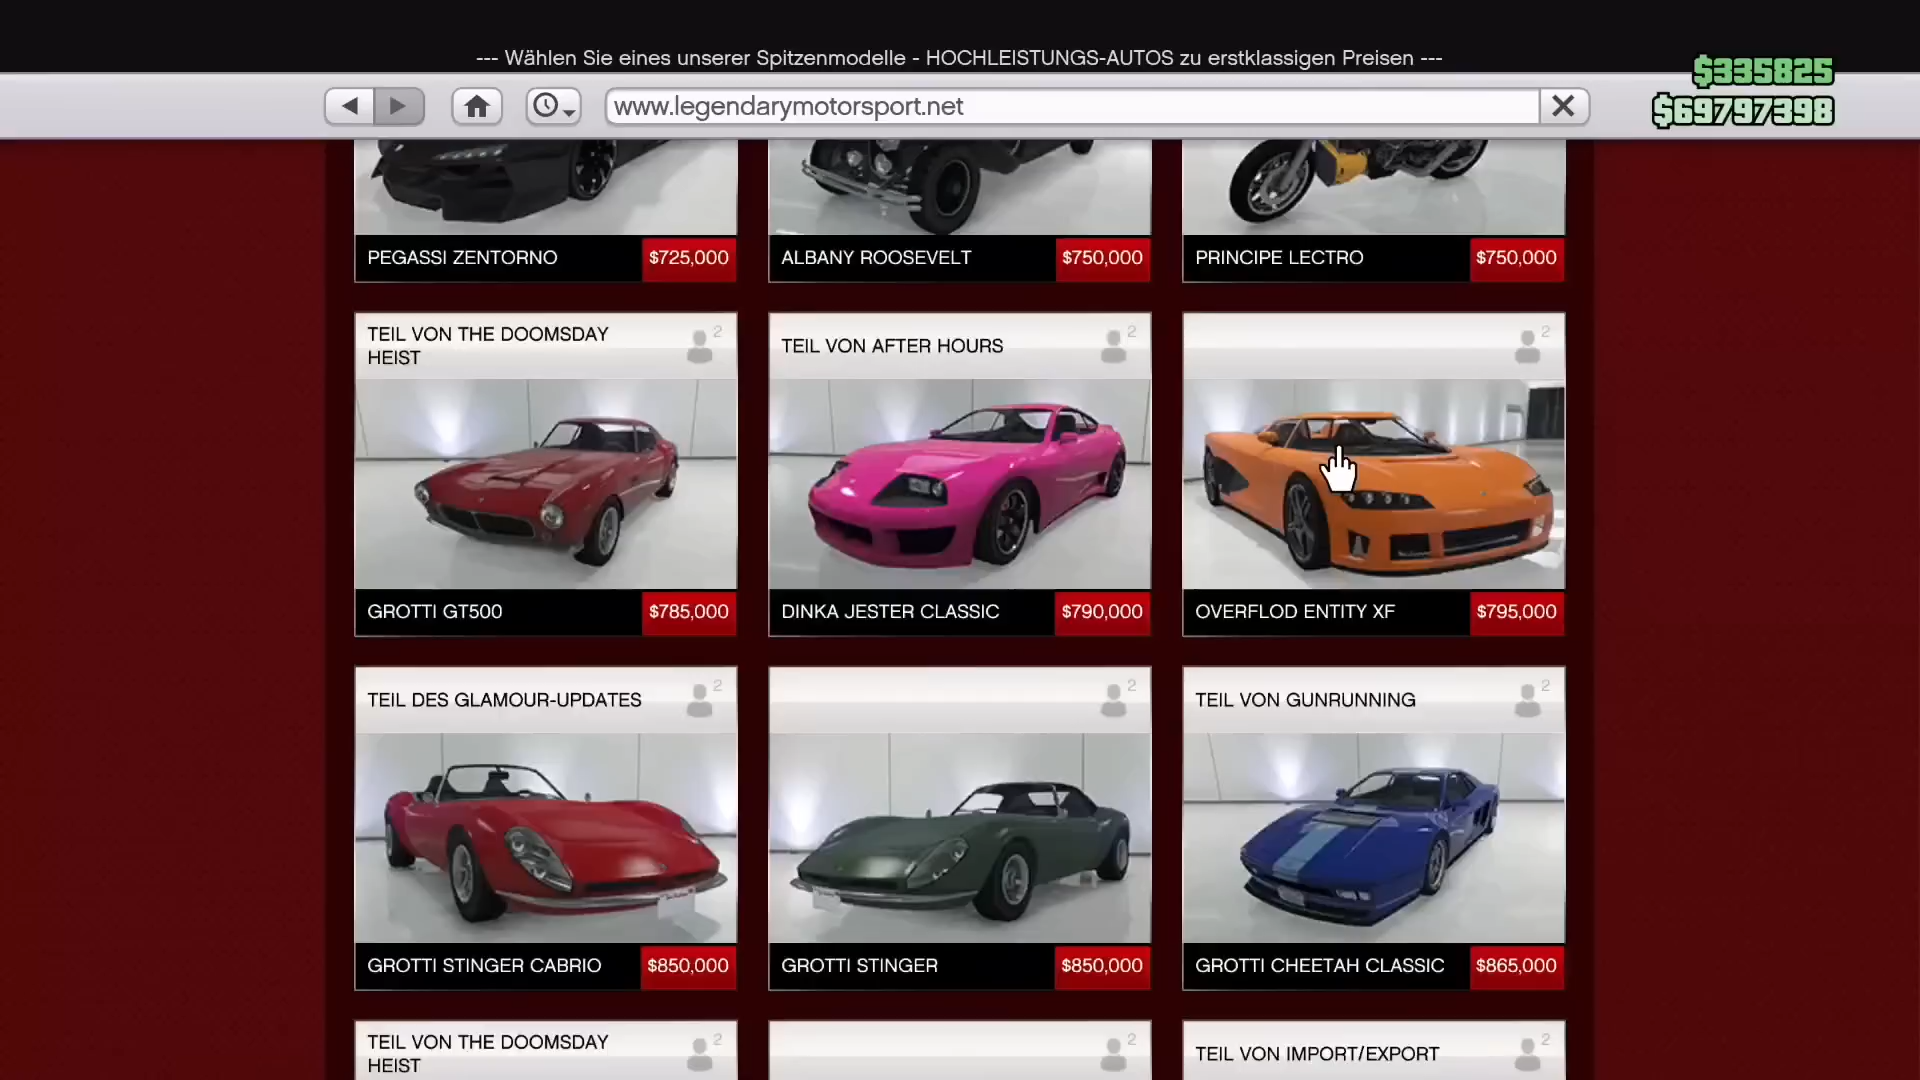 --- Wählen Sie eines unserer Spitzenmodelle - HOCHLEISTUNGS-AUTOS zu erstklassigen Preisen ---
$335825
www.legendarymotorsport.net
$69797398
PEGASSI ZENTORNO $725,000
ALBANY ROOSEVELT $750,000
PRINCIPE LECTRO $750,000
TEIL VON THE DOOMSDAY
HEIST
2
TEIL VON AFTER HOURS
2
2
GROTTI GT500 $785,000
DINKA JESTER CLASSIC $790,000
OVERFLOD ENTITY XF $795,000
TEIL DES GLAMOUR-UPDATES
2
2
TEIL VON GUNRUNNING
2
GROTTI STINGER CABRIO $850,000
GROTTI STINGER $850,000
GROTTI CHEETAH CLASSIC $865,000
TEIL VON THE DOOMSDAY
HEIST
2
2
TEIL VON IMPORT/EXPORT
2